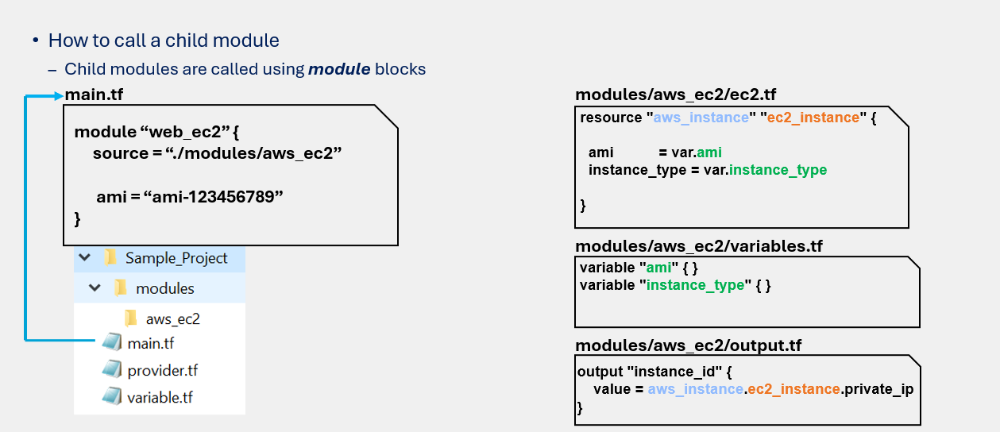 • How to call a child module
– Child modules are called using module blocks
main.tf
module “web_ec2” {
source = “./modules/aws_ec2”
ami = “ami-123456789”
}
Sample_Project
modules
aws_ec2
main.tf
provider.tf
variable.tf
modules/aws_ec2/ec2.tf
resource "aws_instance" "ec2_instance" {
ami = var.ami
instance_type = var.instance_type
}
modules/aws_ec2/variables.tf
variable "ami" { }
variable "instance_type" { }
modules/aws_ec2/output.tf
output "instance_id" {
value = aws_instance.ec2_instance.private_ip
}